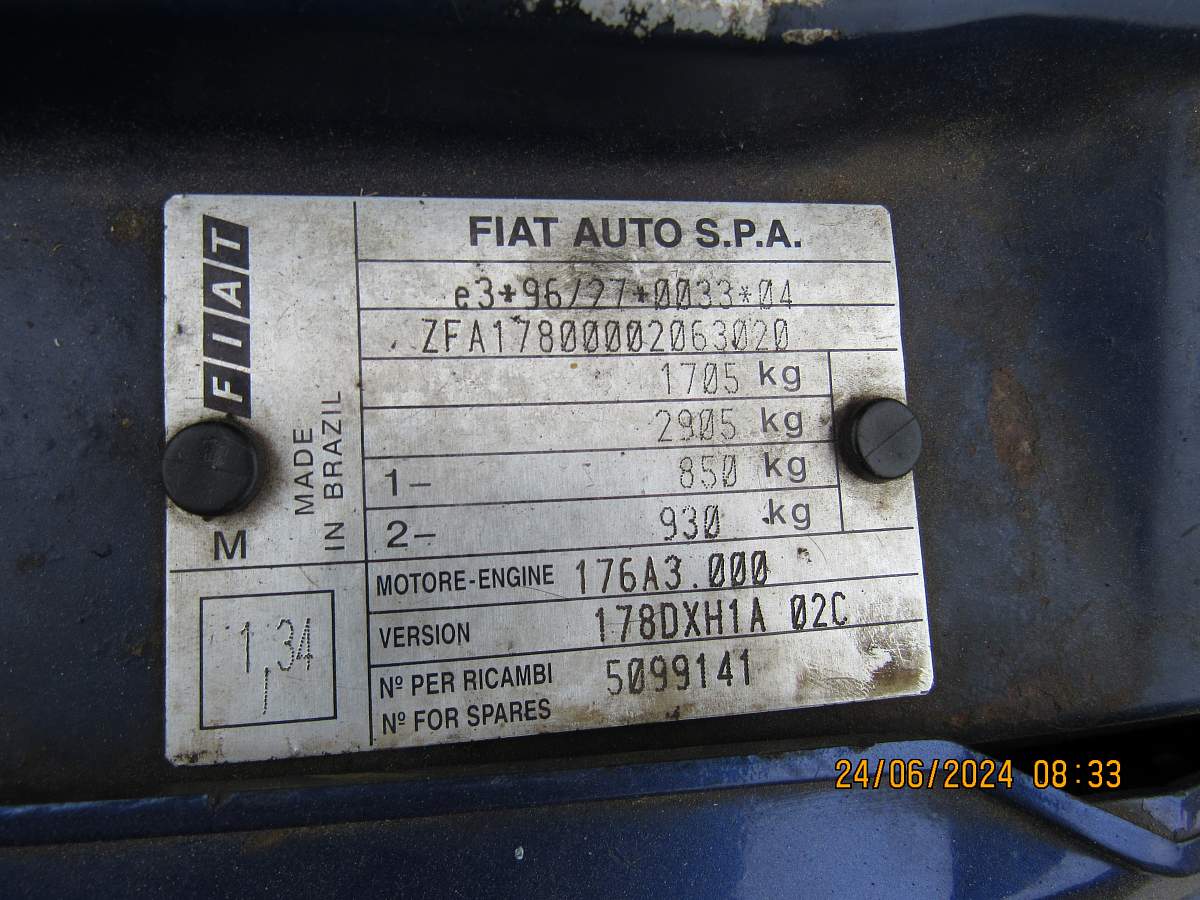 FIAT
MADE
IN BRAZIL
M
1,34
FIAT AUTO S.P.A.
e3*96/27*0033*04
ZFA17800002063020
1705 kg
2905 kg
1- 850 kg
2- 930 kg
MOTORE-ENGINE 176A3.000
VERSION 178DXH1A 02C
Nº PER RICAMBI 5099141
Nº FOR SPARES
24/06/2024 08:33